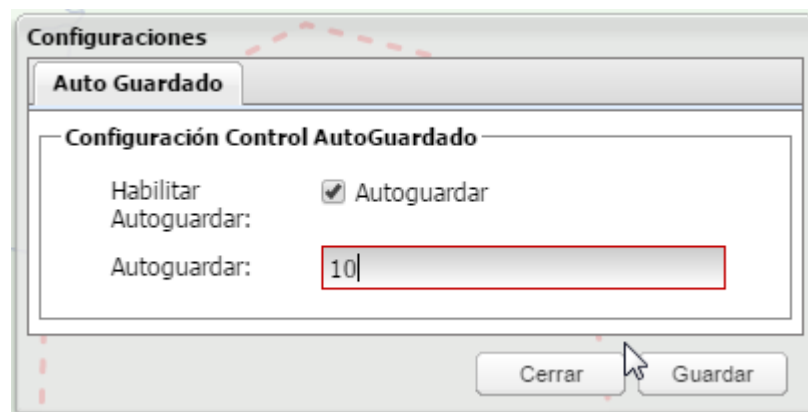 Configuraciones
Auto Guardado
Configuración Control AutoGuardado
Habilitar Autoguardar:
Autoguardar
Autoguardar:
10
Cerrar
Guardar